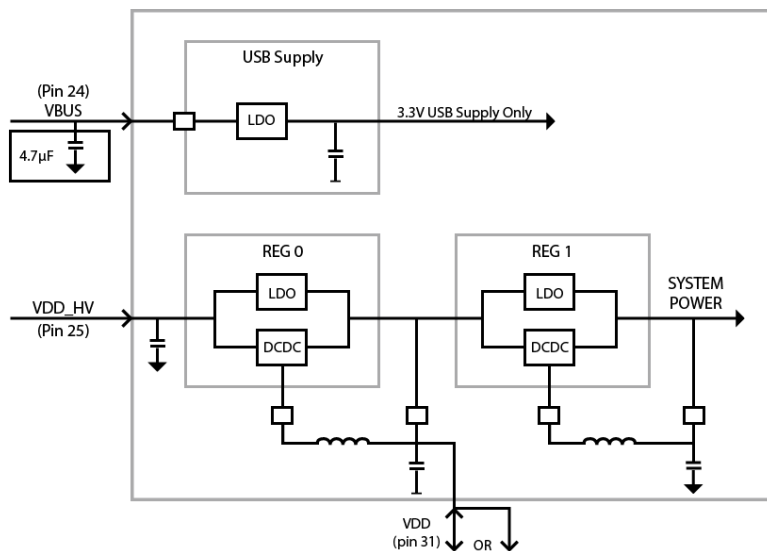 USB Supply
(Pin 24)
VBUS
LDO
3.3V USB Supply Only
4.7µF
REG 0
REG 1
LDO
LDO
SYSTEM
POWER
VDD_HV
(Pin 25)
DCDC
DCDC
VDD
(pin 31)
OR